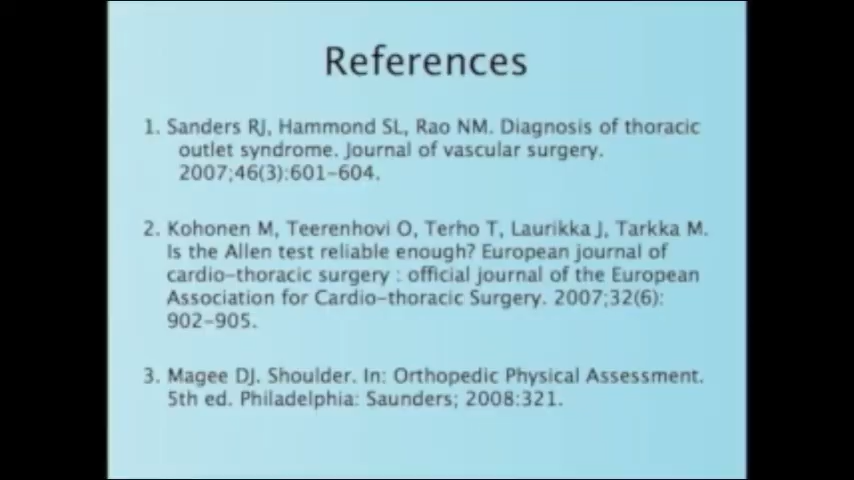 References
1. Sanders RJ, Hammond SL, Rao NM. Diagnosis of thoracic
outlet syndrome. Journal of vascular surgery.
2007;46(3):601-604.
2. Kohonen M, Teerenhovi O, Terho T, Laurikka J, Tarkka M.
Is the Allen test reliable enough? European journal of
cardio-thoracic surgery : official journal of the European
Association for Cardio-thoracic Surgery. 2007;32(6):
902-905.
3. Magee DJ. Shoulder. In: Orthopedic Physical Assessment.
5th ed. Philadelphia: Saunders; 2008:321.